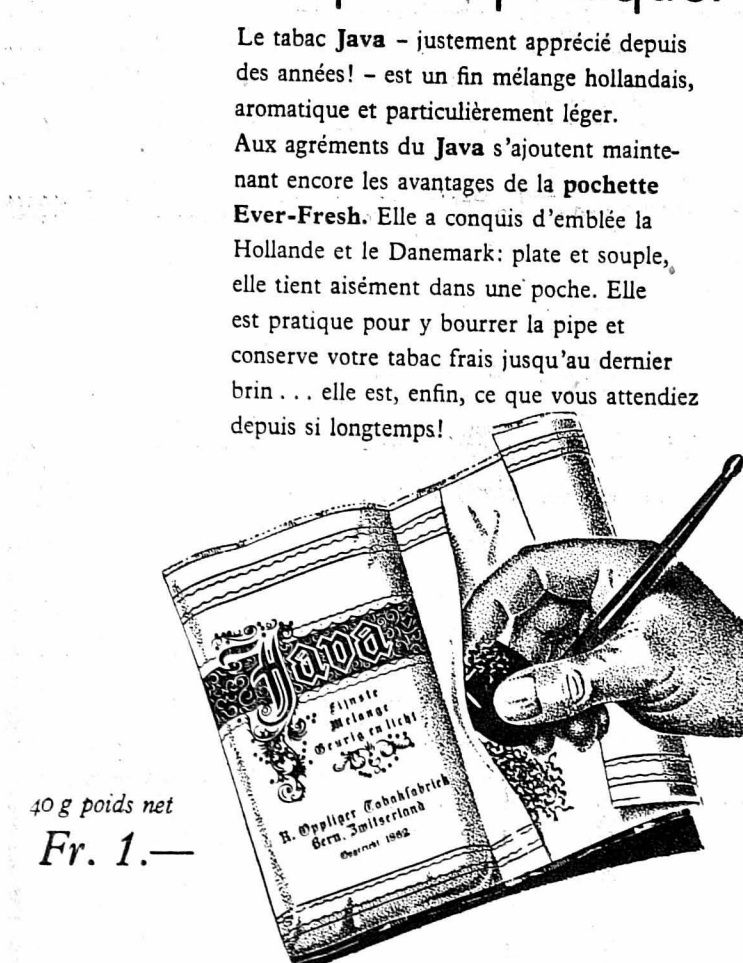 Le tabac Java – justement apprécié depuis
des années! – est un fin mélange hollandais,
aromatique et particulièrement léger.
Aux agréments du Java s'ajoutent mainte-
nant encore les avantages de la pochette
Ever-Fresh. Elle a conquis d'emblée la
Hollande et le Danemark: plate et souple,
elle tient aisément dans une poche. Elle
est pratique pour y bourrer la pipe et
conserve votre tabac frais jusqu'au dernier
brin . . . elle est, enfin, ce que vous attendiez
depuis si longtemps!
Java
Fijnste
Melange
Geurig en licht
R. Oppliger Tabakfabriek
Bern, Zwitserland
1862
40 g poids net
Fr. 1.—